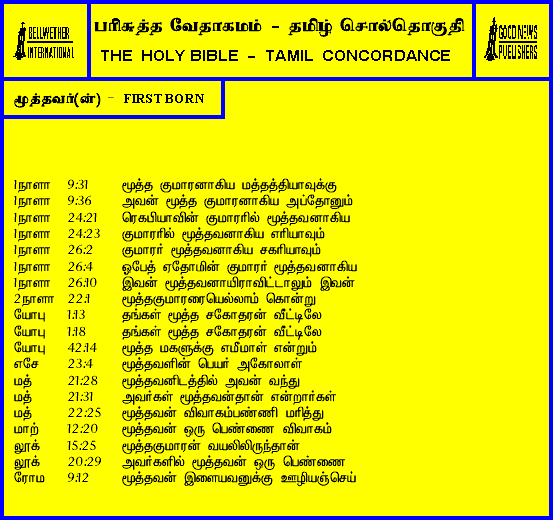 BELLWETHER
INTERNATIONAL
பரிசுத்த வேதாகமம் - தமிழ் சொல்தொகுதி
THE HOLY BIBLE - TAMIL CONCORDANCE
GOOD NEWS
PUBLISHERS
மூத்தவர்(ன்) - FIRST BORN
1நாளா 9:31 மூத்த குமாரனாகிய மத்தத்தியாவுக்கு
1நாளா 9:36 அவன் மூத்த குமாரனாகிய அப்தோனும்
1நாளா 24:21 ரெகபியாவின் குமாரரில் மூத்தவனாகிய
1நாளா 24:23 குமாரரில் மூத்தவனாகிய எரியாவும்
1நாளா 26:2 குமாரர் மூத்தவனாகிய சகரியாவும்
1நாளா 26:4 ஓபேத் ஏதோமின் குமாரர் மூத்தவனாகிய
1நாளா 26:10 இவன் மூத்தவனாயிராவிட்டாலும் இவன்
2நாளா 22:1 மூத்தகுமாரரையெல்லாம் கொன்று
யோபு 1:13 தங்கள் மூத்த சகோதரன் வீட்டிலே
யோபு 1:18 தங்கள் மூத்த சகோதரன் வீட்டிலே
யோபு 42:14 மூத்த மகளுக்கு எமீமாள் என்றும்
எசே 23:4 மூத்தவளின் பெயர் அகோலாள்
மத் 21:28 மூத்தவனிடத்தில் அவன் வந்து
மத் 21:31 அவர்கள் மூத்தவன்தான் என்றார்கள்
மத் 22:25 மூத்தவன் விவாகம்பண்ணி மரித்து
மாற் 12:20 மூத்தவன் ஒரு பெண்ணை விவாகம்
லூக் 15:25 மூத்தகுமாரன் வயலிலிருந்தான்
லூக் 20:29 அவர்களில் மூத்தவன் ஒரு பெண்ணை
ரோம 9:12 மூத்தவன் இளையவனுக்கு ஊழியஞ்செய்